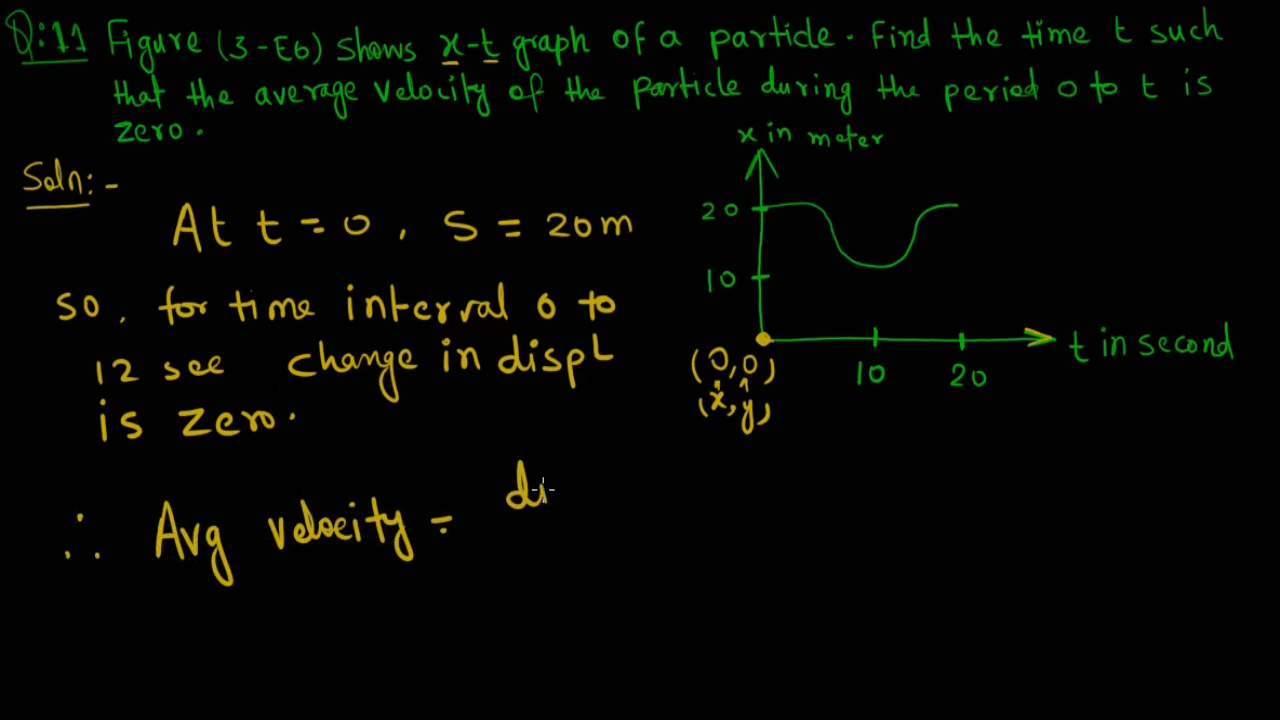 Q:11 Figure (3-E6) shows x-t graph of a particle. Find the time t such
that the average velocity of the particle during the period 0 to t is
zero.
x in meter
20
10
(0,0)
(x,y)
10
20
t in second
Soln:-
At t = 0, S = 20m
so, for time interval 0 to
12 see change in displ
is zero.
∴ Avg velocity = di